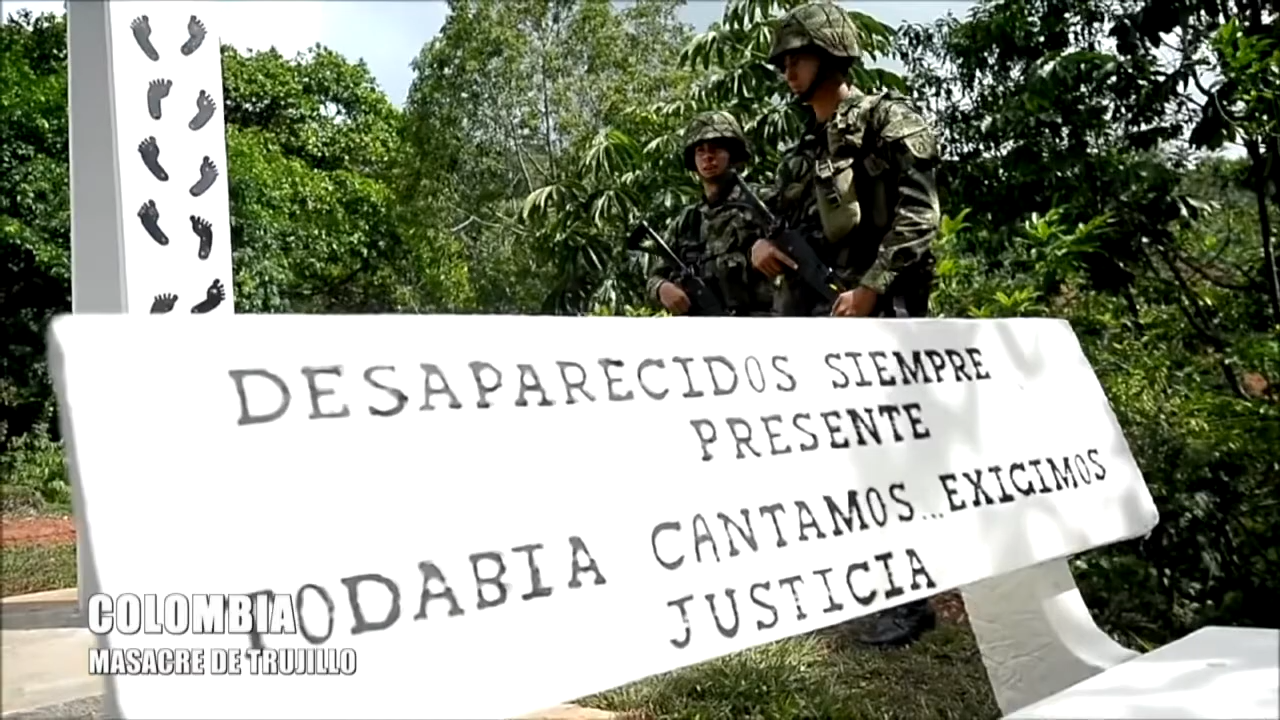 DESAPARECIDOS SIEMPRE
PRESENTE
TODABIA CANTAMOS...EXIGIMOS
JUSTICIA
COLOMBIA
MASACRE DE TRUJILLO